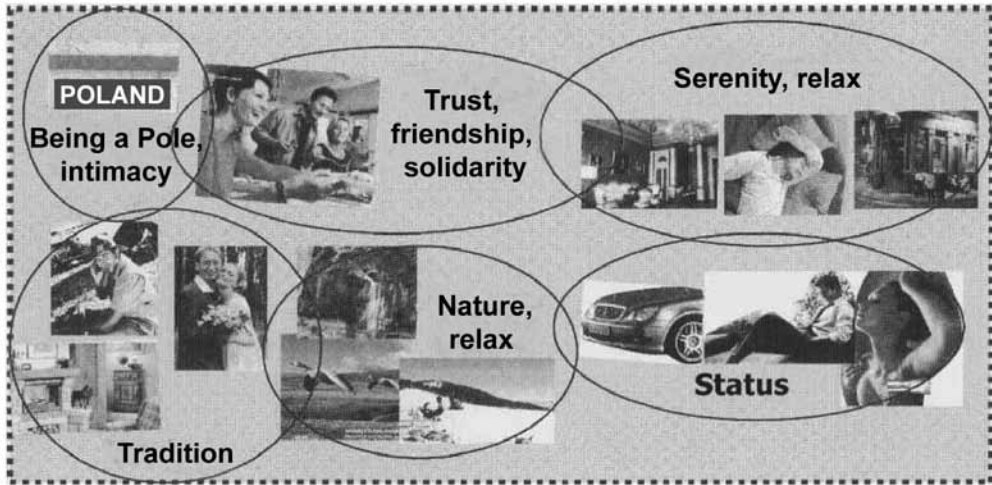 POLAND
Being a Pole,
intimacy
Trust,
friendship,
solidarity
Serenity, relax
Tradition
Nature,
relax
Status